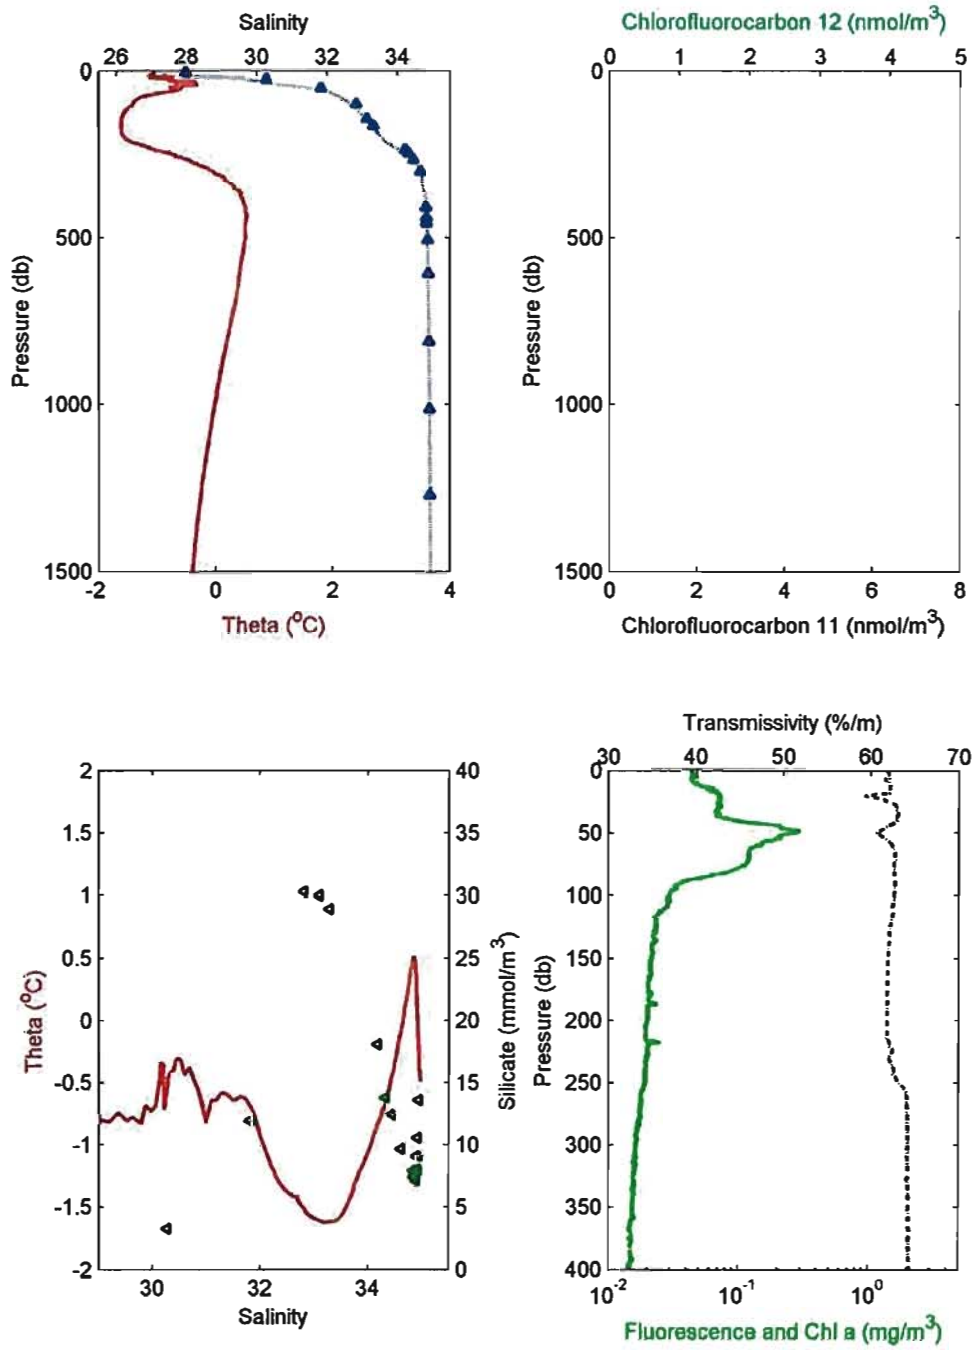 Salinity
26 28 30 32 34
0
500
1000
1500
Pressure (db)
-2 0 2 4
Theta (°C)
Chlorofluorocarbon 12 (nmol/m³)
0 1 2 3 4 5
0
500
1000
1500
Pressure (db)
0 2 4 6 8
Chlorofluorocarbon 11 (nmol/m³)
2
1.5
1
0.5
0
-0.5
-1
-1.5
-2
Theta (°C)
40
35
30
25
20
15
10
5
0
Silicate (mmol/m³)
30 32 34
Salinity
Transmissivity (%/m)
30 40 50 60 70
0
50
100
150
200
250
300
350
400
Pressure (db)
10⁻² 10⁻¹ 10⁰
Fluorescence and Chl a (mg/m³)